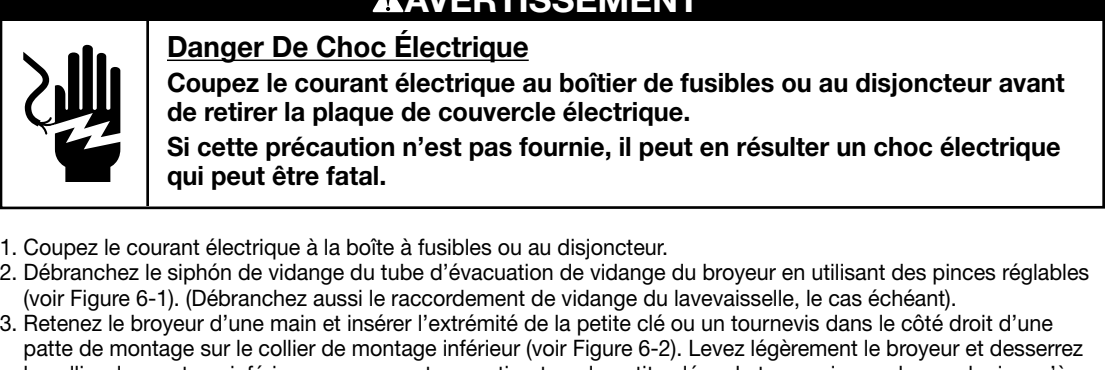 ⚠AVERTISSEMENT
Danger De Choc Électrique
Coupez le courant électrique au boîtier de fusibles ou au disjoncteur avant
de retirer la plaque de couvercle électrique.
Si cette précaution n’est pas fournie, il peut en résulter un choc électrique
qui peut être fatal.
1. Coupez le courant électrique à la boîte à fusibles ou au disjoncteur.
2. Débranchez le siphón de vidange du tube d’évacuation de vidange du broyeur en utilisant des pinces réglables
(voir Figure 6-1). (Débranchez aussi le raccordement de vidange du lavevaisselle, le cas échéant).
3. Retenez le broyeur d’une main et insérer l’extrémité de la petite clé ou un tournevis dans le côté droit d’une
patte de montage sur le collier de montage inférieur (voir Figure 6-2). Levez légèrement le broyeur et desserrez